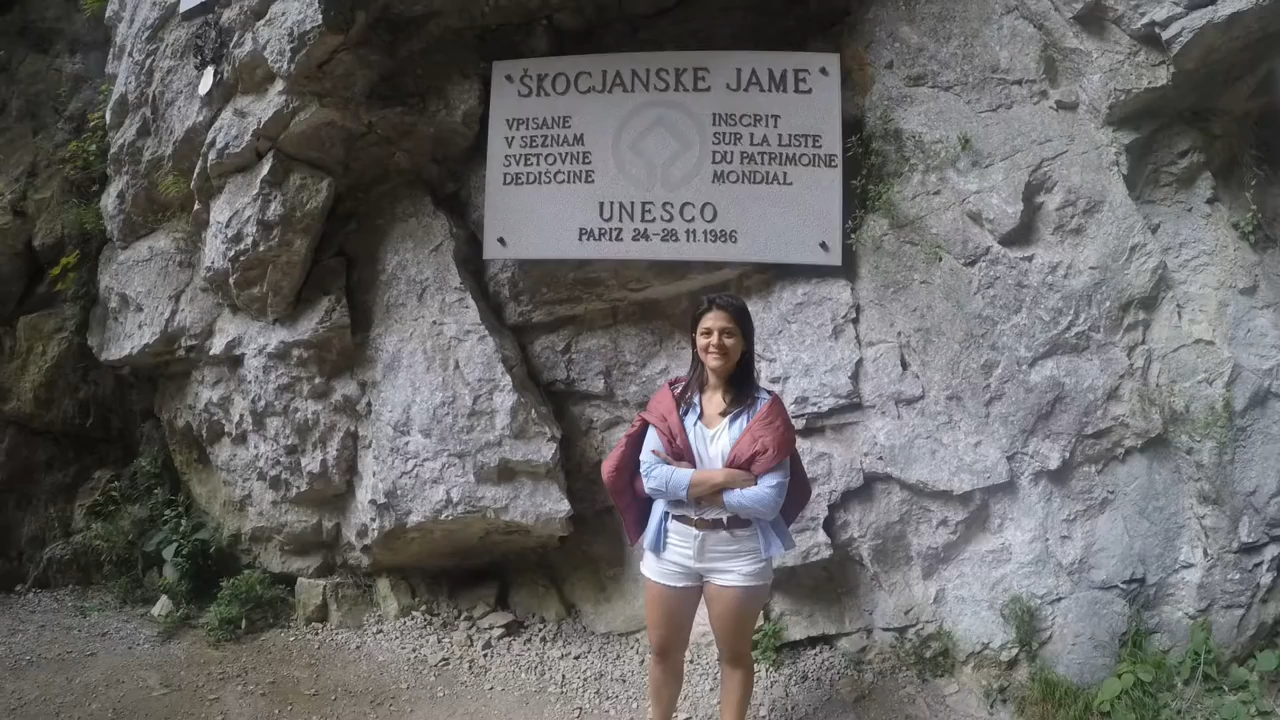 ŠKOCJANSKE JAME
VPISANE
V SEZNAM
SVETOVNE
DEDIŠČINE
INSCRIT
SUR LA LISTE
DU PATRIMOINE
MONDIAL
UNESCO
PARIZ 24.-28.11.1986